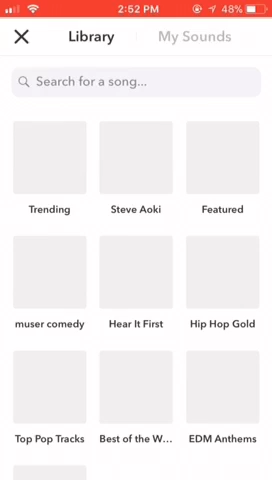 2:52 PM 48%
Library My Sounds
Search for a song...
Trending Steve Aoki Featured
muser comedy Hear It First Hip Hop Gold
Top Pop Tracks Best of the W... EDM Anthems